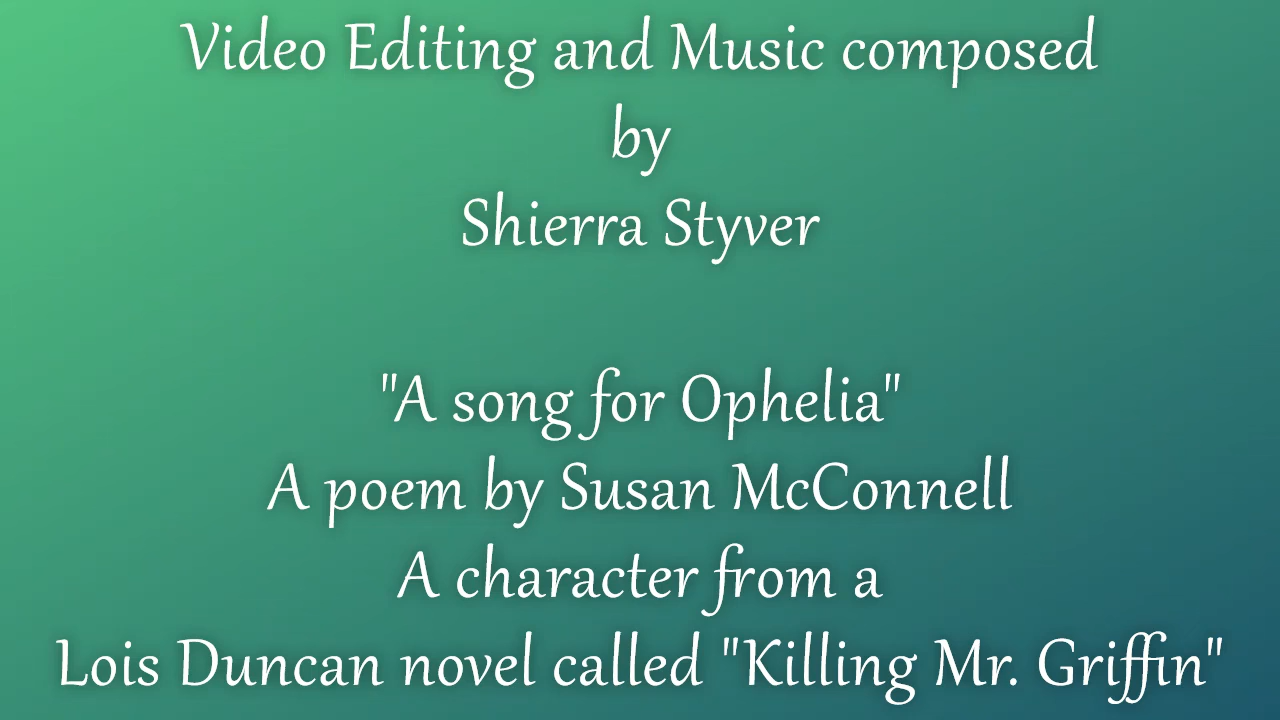 Video Editing and Music composed
by
Shierra Styver
"A song for Ophelia"
A poem by Susan McConnell
A character from a
Lois Duncan novel called "Killing Mr. Griffin"